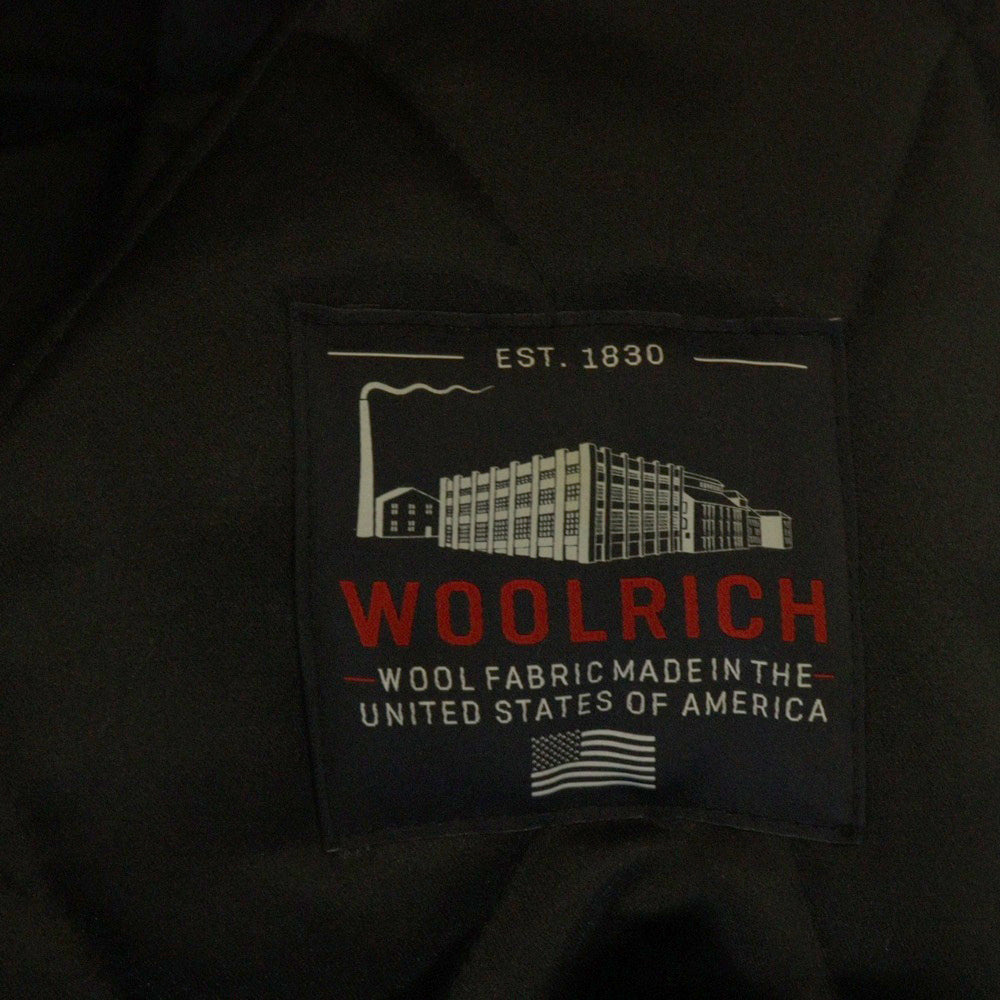 EST. 1830
WOOLRICH
WOOL FABRIC MADE IN THE
UNITED STATES OF AMERICA